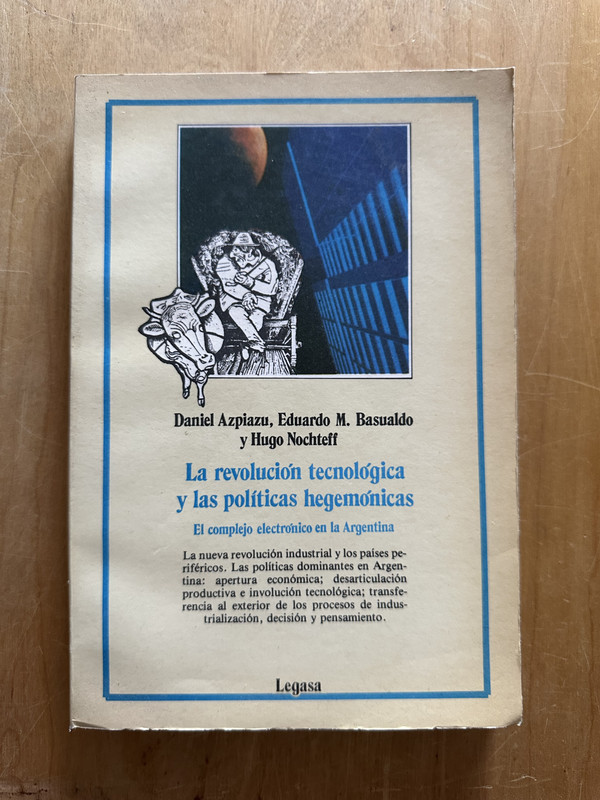 Daniel Azpiazu, Eduardo M. Basualdo
y Hugo Nochteff
La revolución tecnológica
y las políticas hegemónicas
El complejo electrónico en la Argentina
La nueva revolución industrial y los países pe-
riféricos. Las políticas dominantes en Argen-
tina: apertura económica; desarticulación
productiva e involución tecnológica; transfe-
rencia al exterior de los procesos de indus-
trialización, decisión y pensamiento.
Legasa